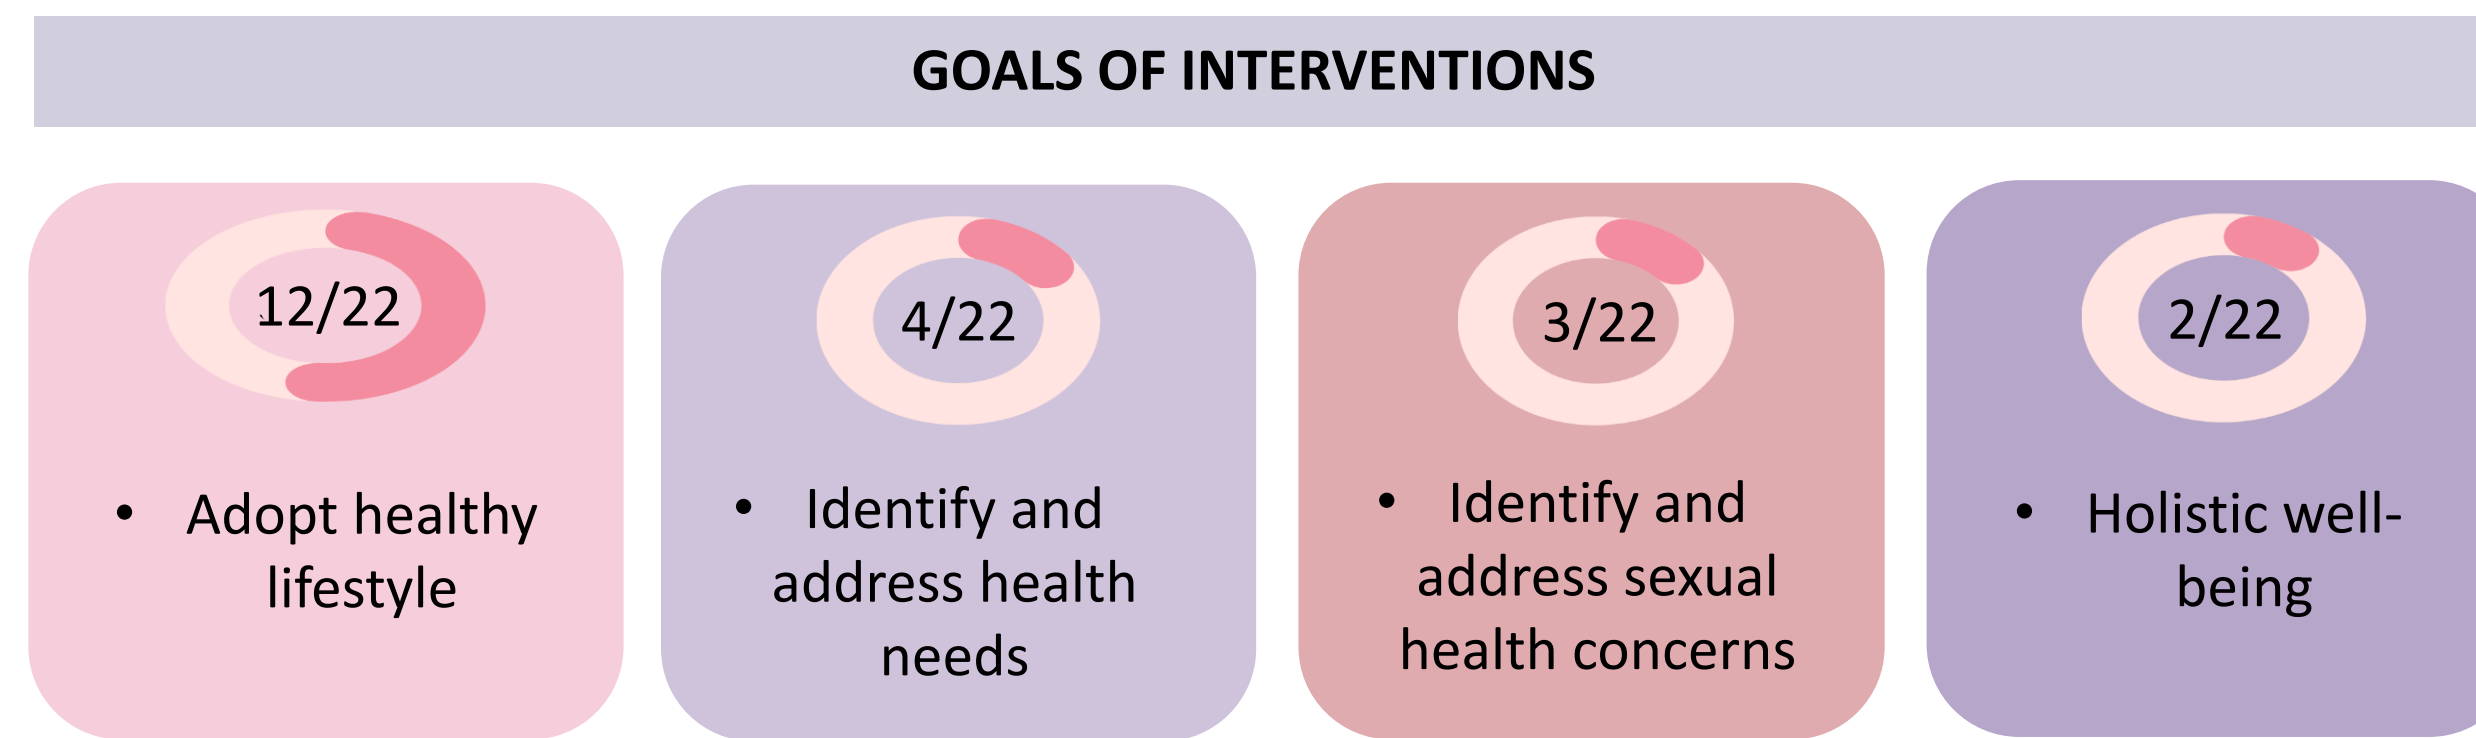 GOALS OF INTERVENTIONS
12/22
• Adopt healthy
lifestyle
4/22
• Identify and
address health
needs
3/22
• Identify and
address sexual
health concerns
2/22
• Holistic well-
being